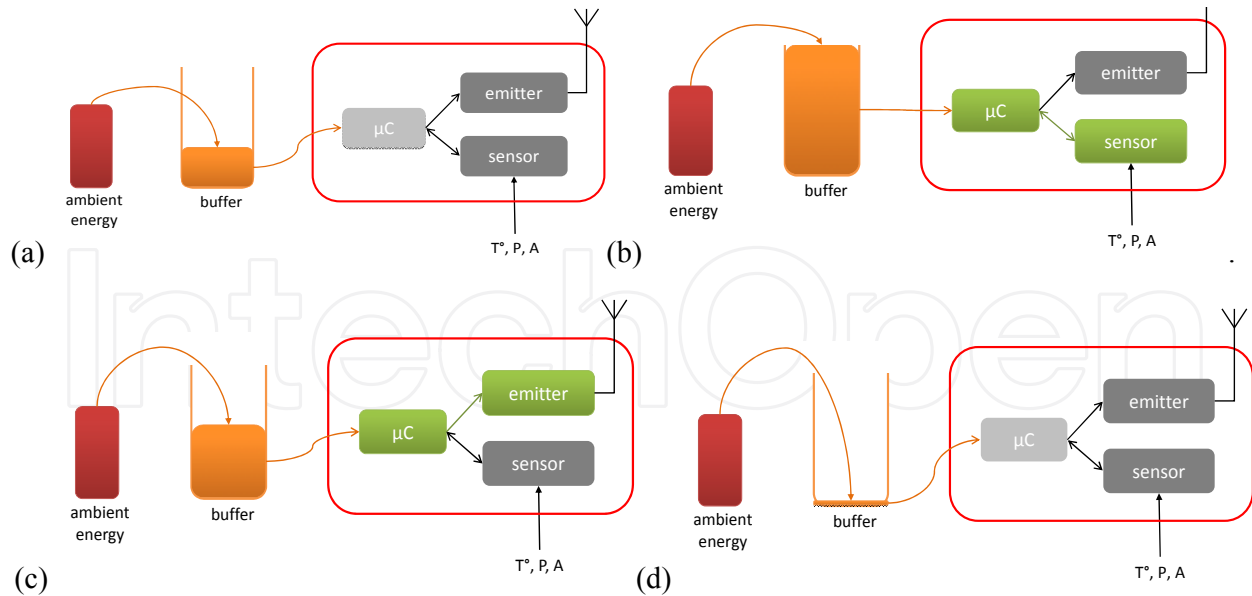 emitter
μC
sensor
ambient
energy
buffer
T°, P, A
(a)
emitter
μC
sensor
ambient
energy
buffer
T°, P, A
(b)
emitter
μC
sensor
buffer
ambient
energy
T°, P, A
(c)
emitter
μC
sensor
buffer
ambient
energy
T°, P, A
(d)
IntechOpen